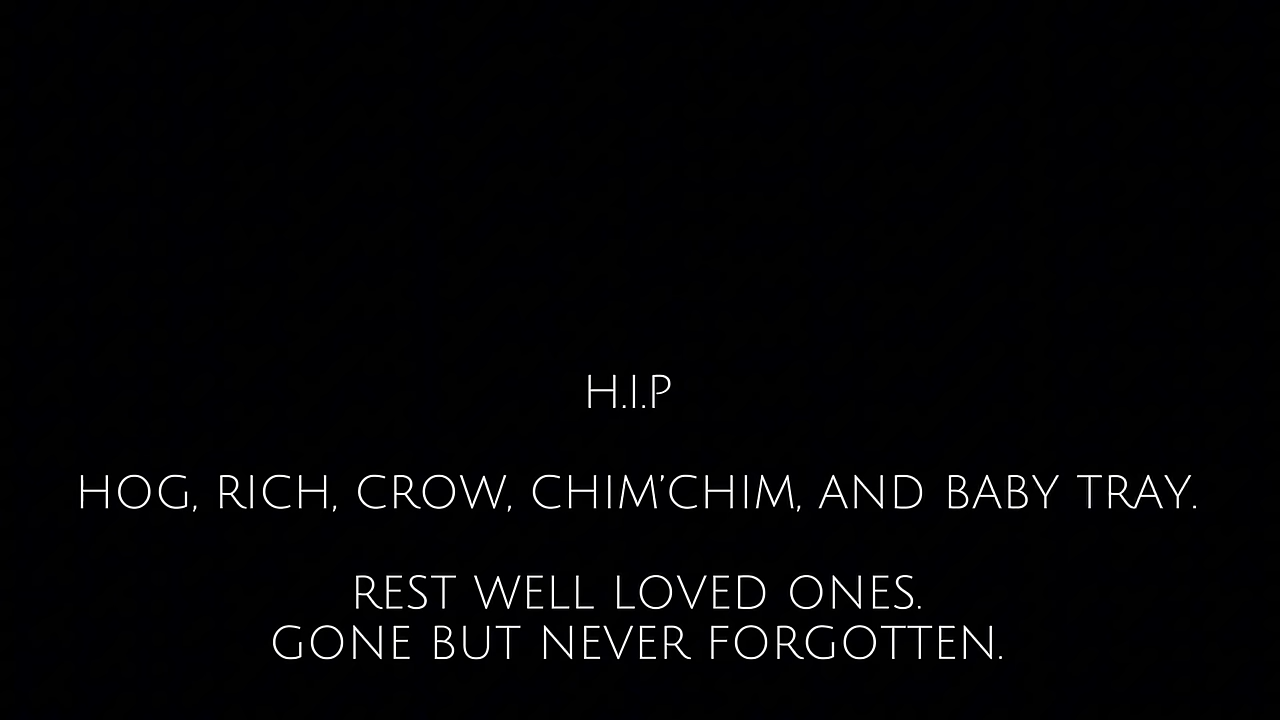 H.I.P
HOG, RICH, CROW, CHIM'CHIM, AND BABY TRAY.
REST WELL LOVED ONES.
GONE BUT NEVER FORGOTTEN.